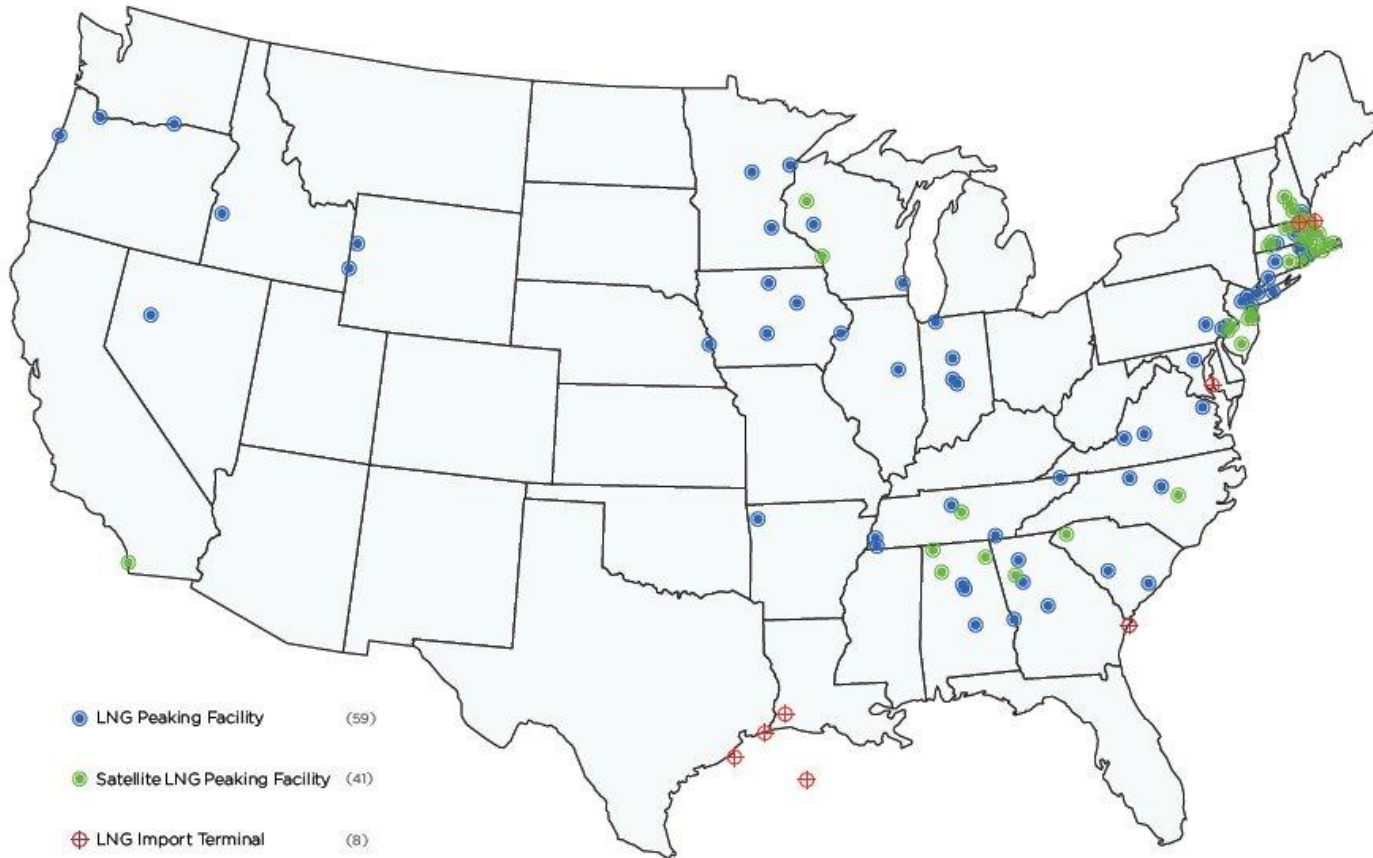 LNG Peaking Facility (59)
Satellite LNG Peaking Facility (41)
LNG Import Terminal (8)